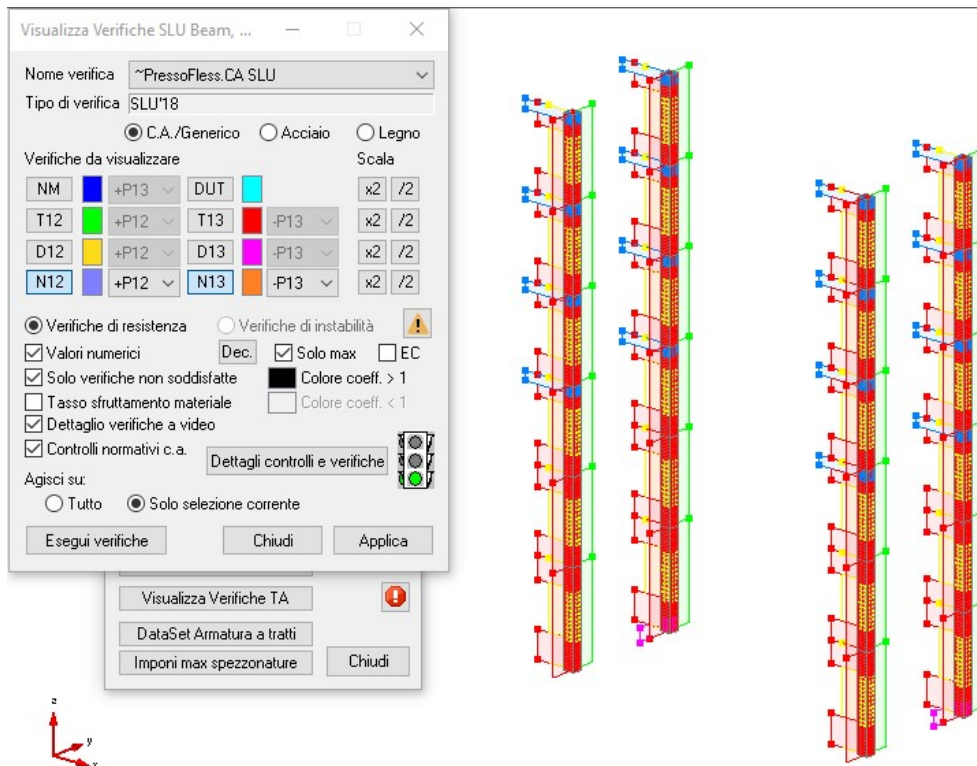 Visualizza Verifiche SLU Beam, ...
Nome verifica ~PressoFless.CA SLU
Tipo di verifica SLU'18
C.A./Generico Acciaio Legno
Verifiche da visualizzare Scala
NM +P13 DUT x2 /2
T12 +P12 T13 -P13 x2 /2
D12 +P12 D13 -P13 x2 /2
N12 +P12 N13 -P13 x2 /2
Verifiche di resistenza Verifiche di instabilità
Valori numerici Dec. Solo max EC
Solo verifiche non soddisfatte Colore coeff. > 1
Tasso sfruttamento materiale Colore coeff. < 1
Dettaglio verifiche a video
Controlli normativi c.a. Dettagli controlli e verifiche
Agisci su:
Tutto Solo selezione corrente
Esegui verifiche Chiudi Applica
Visualizza Verifiche TA
DataSet Armatura a tratti
Imponi max spezzonature Chiudi
z
y
x